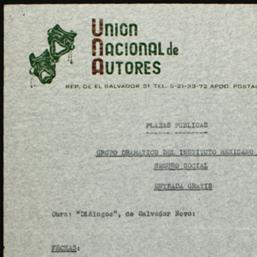 UNION
NACIONAL de
AUTORES
REP. DE EL SALVADOR 31 TEL. 5-21-33-72 APDO. POSTA
PLAZAS PUBLICAS
GRUPO DRAMATICO DEL INSTITUTO MEXICANO
SEGURO SOCIAL
ENTRADA GRATIS
Obra: "Diálogos", de Salvador Novo:
FECHAS: